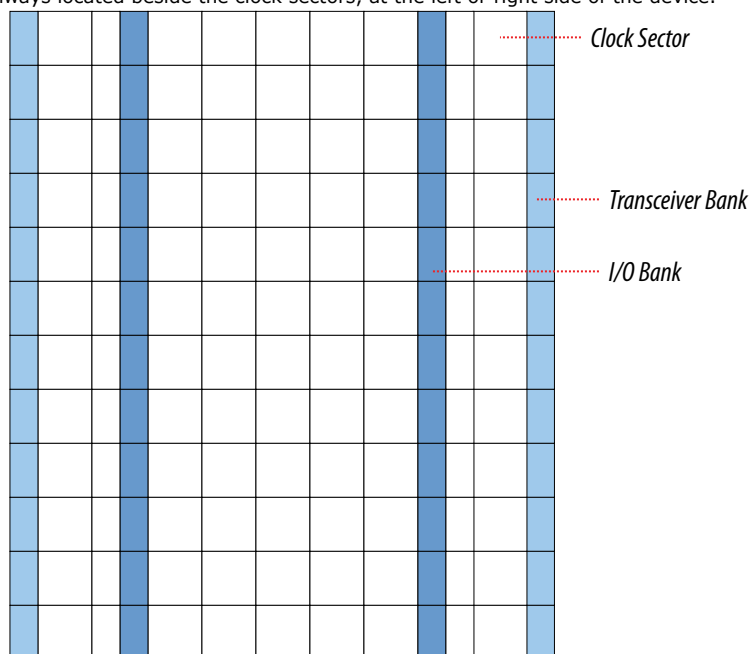 always located beside the clock sectors, at the left or right side of the device.
Clock Sector
Transceiver Bank
I/O Bank